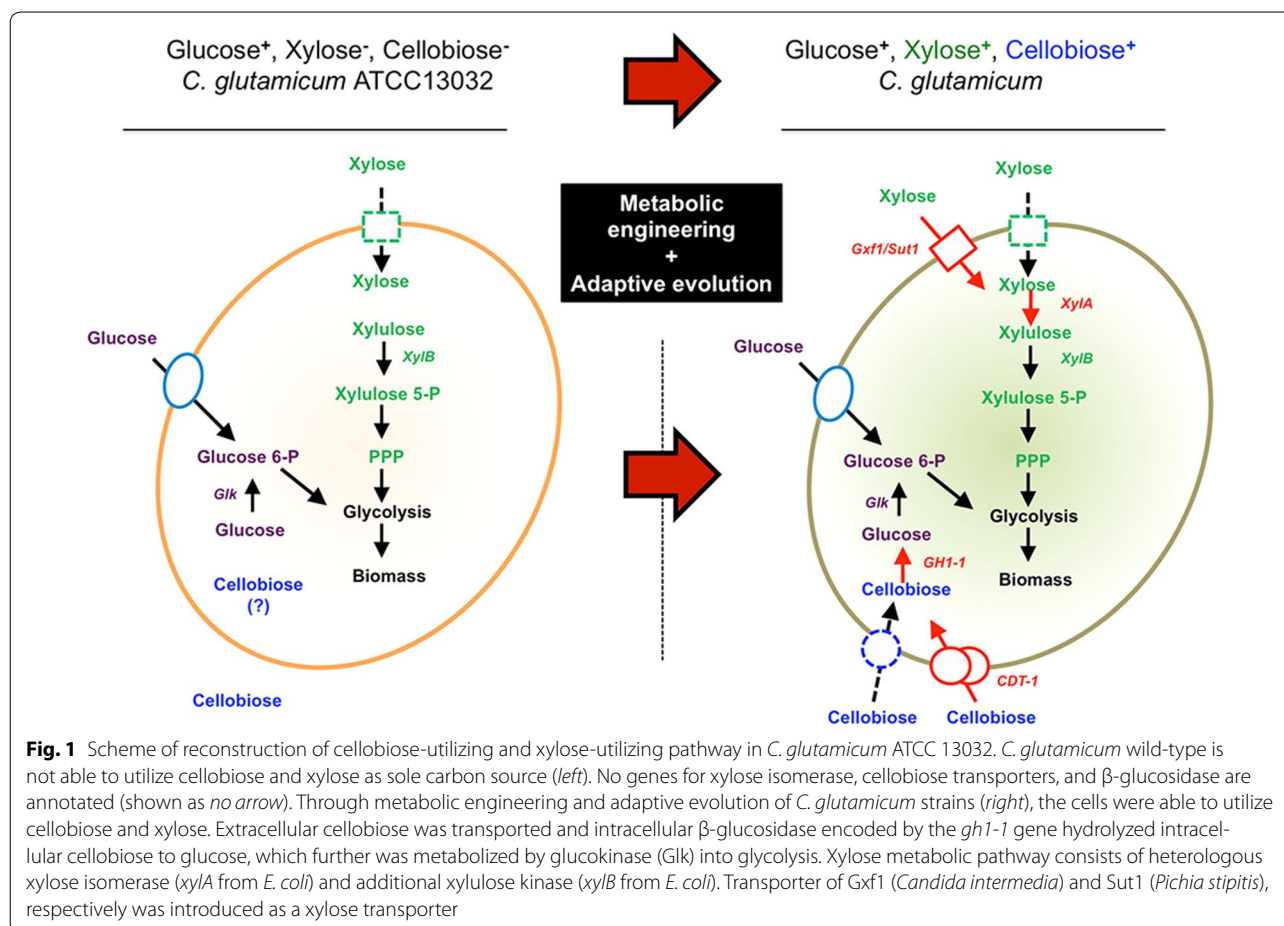 Glucose⁺, Xylose⁻, Cellobiose⁻
C. glutamicum ATCC13032
Glucose⁺, Xylose⁺, Cellobiose⁺
C. glutamicum
Metabolic
engineering
+
Adaptive evolution
Xylose
Xylose
Xylulose
XylB
Xylulose 5-P
PPP
Glucose
Glucose 6-P
Glk
Glucose
Glycolysis
Biomass
Cellobiose
(?)
Cellobiose
Xylose
Xylose
Gxf1/Sut1
Xylose
XylA
Xylulose
XylB
Xylulose 5-P
PPP
Glucose
Glucose 6-P
Glk
Glucose
Glycolysis
Biomass
GH1-1
Cellobiose
CDT-1
Cellobiose
Cellobiose
Fig. 1 Scheme of reconstruction of cellobiose-utilizing and xylose-utilizing pathway in C. glutamicum ATCC 13032. C. glutamicum wild-type is
not able to utilize cellobiose and xylose as sole carbon source (left). No genes for xylose isomerase, cellobiose transporters, and β-glucosidase are
annotated (shown as no arrow). Through metabolic engineering and adaptive evolution of C. glutamicum strains (right), the cells were able to utilize
cellobiose and xylose. Extracellular cellobiose was transported and intracellular β-glucosidase encoded by the gh1-1 gene hydrolyzed intracel-
lular cellobiose to glucose, which further was metabolized by glucokinase (Glk) into glycolysis. Xylose metabolic pathway consists of heterologous
xylose isomerase (xylA from E. coli) and additional xylulose kinase (xylB from E. coli). Transporter of Gxf1 (Candida intermedia) and Sut1 (Pichia stipitis),
respectively was introduced as a xylose transporter